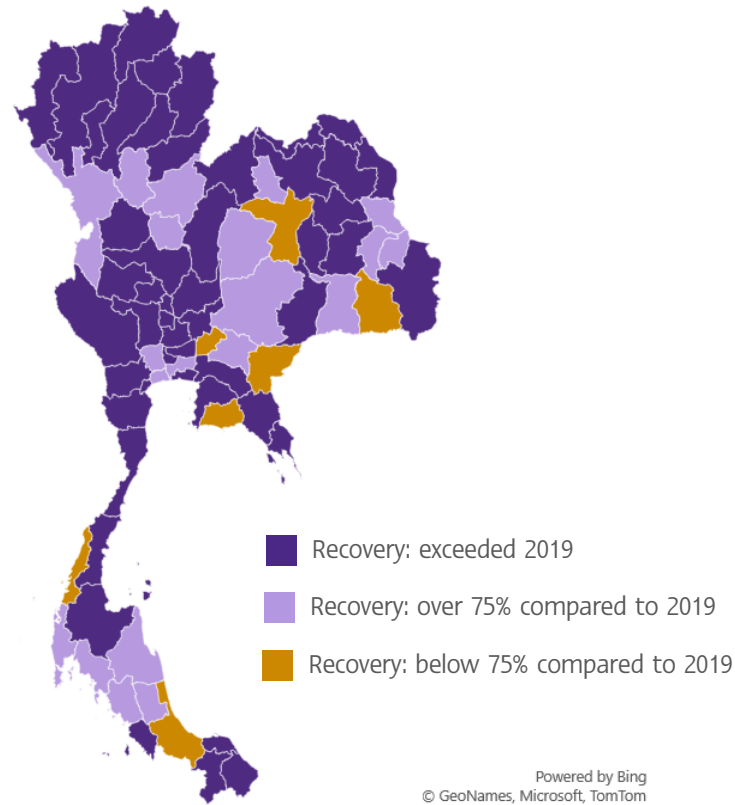 Recovery: exceeded 2019
Recovery: over 75% compared to 2019
Recovery: below 75% compared to 2019
Powered by Bing
© GeoNames, Microsoft, TomTom